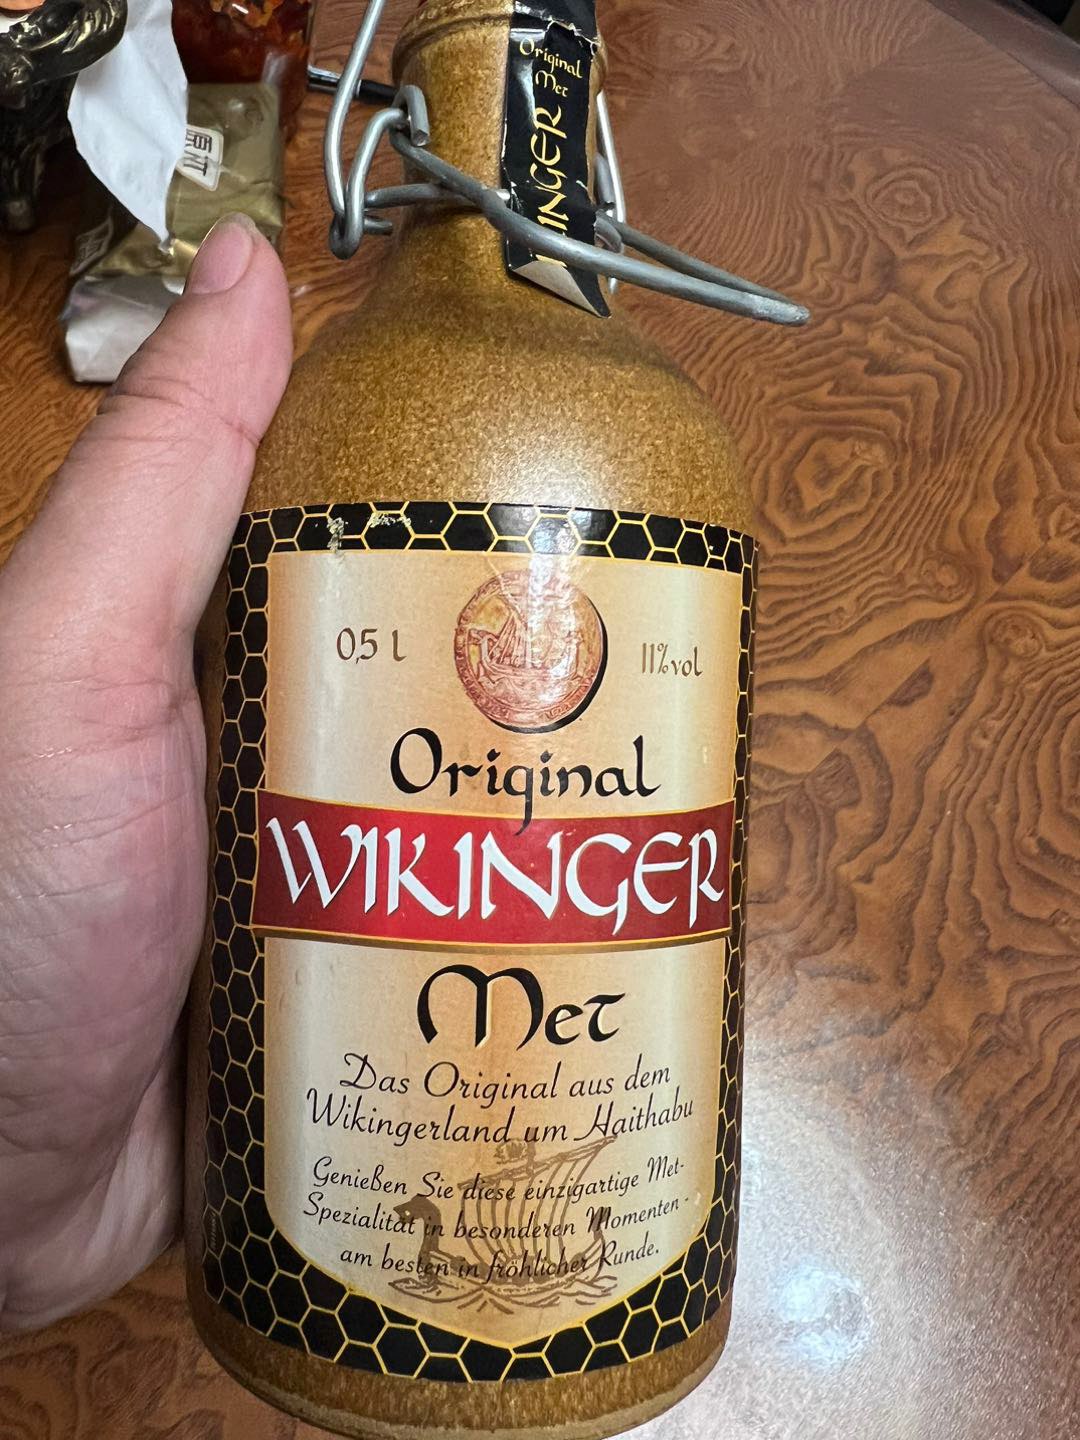 Original
Met
0,5 l
11%vol
Original
WIKINGER
Met
Das Original aus dem
Wikingerland um Haithabu
Genießen Sie diese einzigartige Met-
Spezialität in besonderen Momenten -
am besten in fröhlicher Runde.